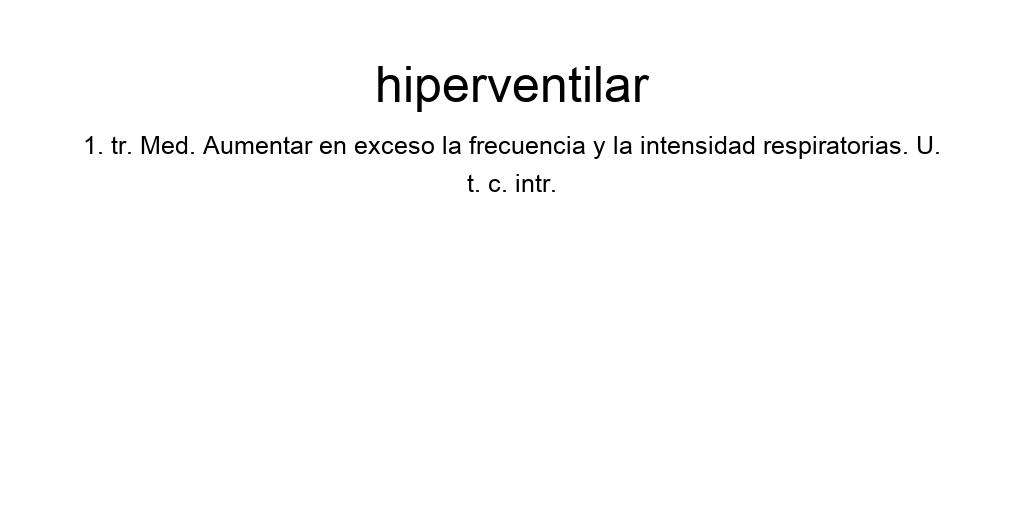 hiperventilar
1. tr. Med. Aumentar en exceso la frecuencia y la intensidad respiratorias. U.
t. c. intr.